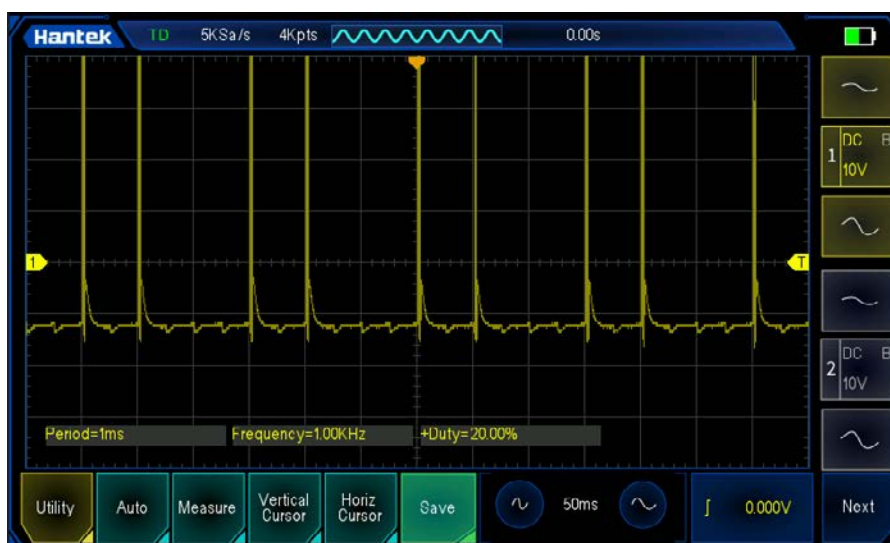 Hantek TD 5KSa/s 4Kpts 0.00s
DC B
1
10V
1
T
DC B
2
10V
Period=1ms Frequency=1.00KHz +Duty=20.00%
Utility Auto Measure Vertical Cursor Horiz Cursor Save 50ms ʃ 0.000V Next